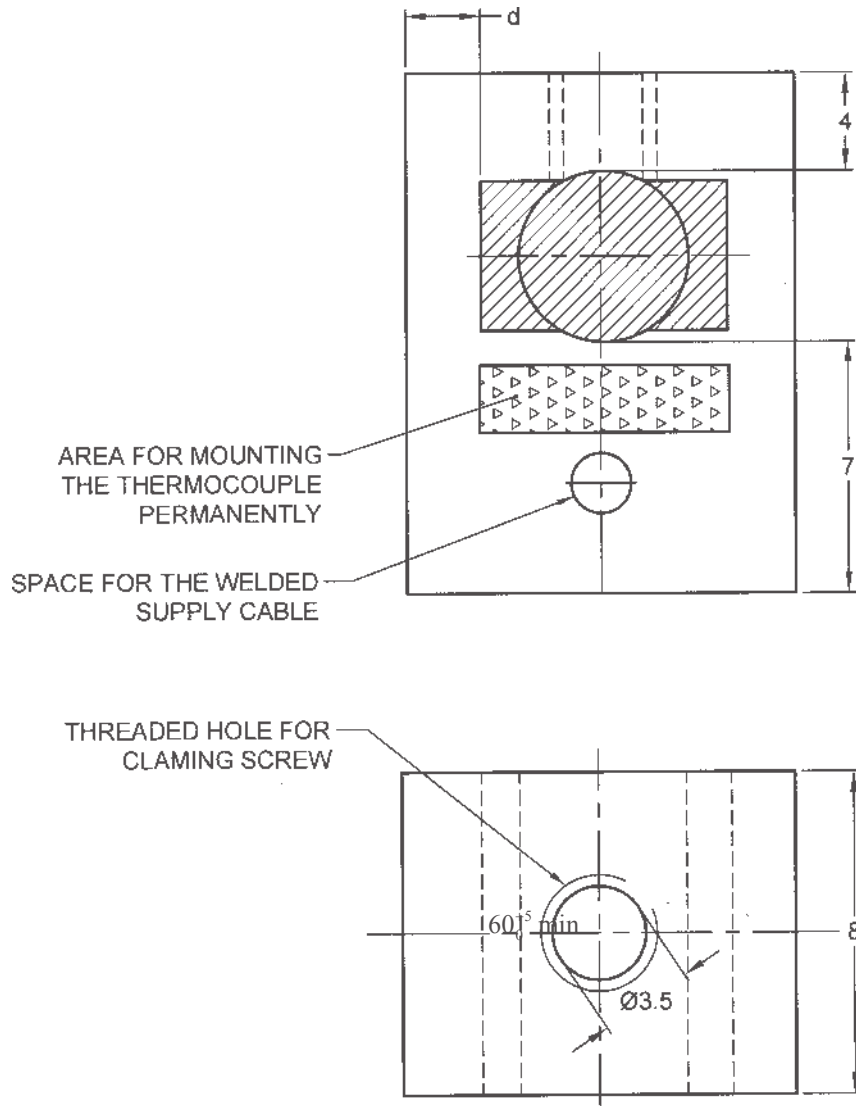 d
4
AREA FOR MOUNTING
THE THERMOCOUPLE
PERMANENTLY
7
SPACE FOR THE WELDED
SUPPLY CABLE
THREADED HOLE FOR
CLAMING SCREW
min
8
Ø3.5